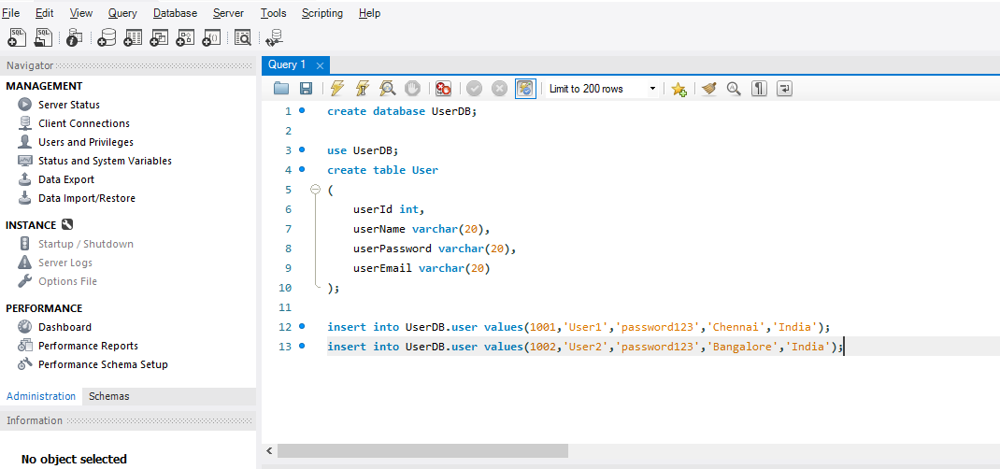 File Edit View Query Database Server Tools Scripting Help
SQL SQL
Navigator
MANAGEMENT
Server Status
Client Connections
Users and Privileges
Status and System Variables
Data Export
Data Import/Restore
INSTANCE
Startup / Shutdown
Server Logs
Options File
PERFORMANCE
Dashboard
Performance Reports
Performance Schema Setup
Administration Schemas
Information
No object selected
Query 1
Limit to 200 rows
1 create database UserDB;
2
3 use UserDB;
4 create table User
5 (
6 userId int,
7 userName varchar(20),
8 userPassword varchar(20),
9 userEmail varchar(20)
10 );
11
12 insert into UserDB.user values(1001,'User1','password123','Chennai','India');
13 insert into UserDB.user values(1002,'User2','password123','Bangalore','India');